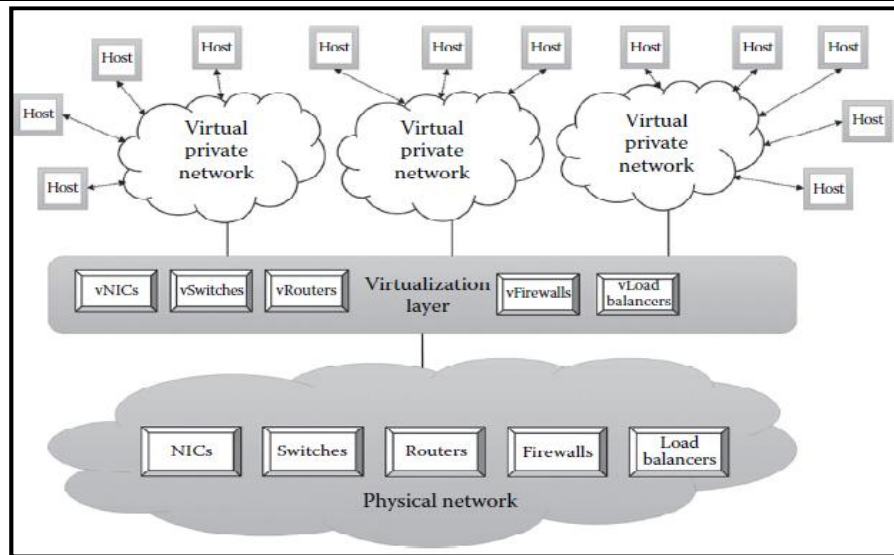 Host
Host
Host
Host
Host
Host
Host
Host
Host
Host
Host
Host
Virtual
private
network
Virtual
private
network
Virtual
private
network
vNICs
vSwitches
vRouters
Virtualization
layer
vFirewalls
vLoad
balancers
NICs
Switches
Routers
Firewalls
Load
balancers
Physical network